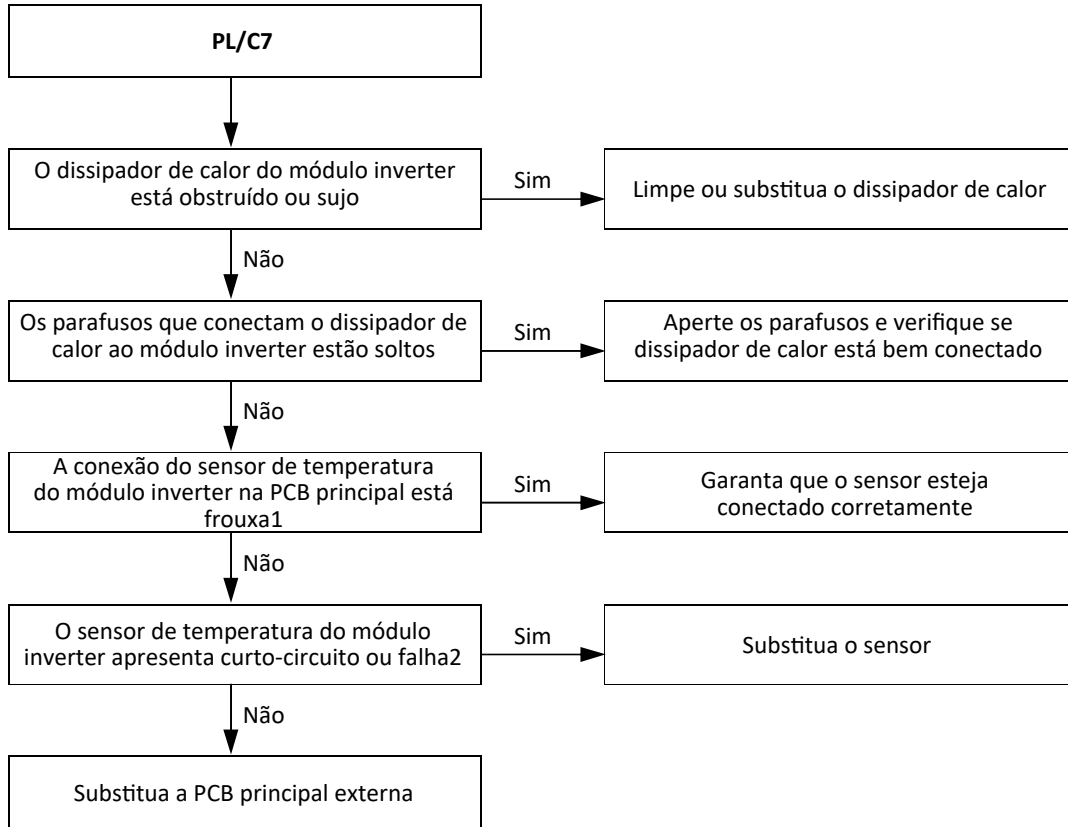 PL/C7
O dissipador de calor do módulo inverter
está obstruído ou sujo
Sim
Limpe ou substitua o dissipador de calor
Não
Os parafusos que conectam o dissipador de
calor ao módulo inverter estão soltos
Sim
Aperte os parafusos e verifique se
dissipador de calor está bem conectado
Não
A conexão do sensor de temperatura
do módulo inverter na PCB principal está
frouxa1
Sim
Garanta que o sensor esteja
conectado corretamente
Não
O sensor de temperatura do módulo
inverter apresenta curto-circuito ou falha2
Sim
Substitua o sensor
Não
Substitua a PCB principal externa